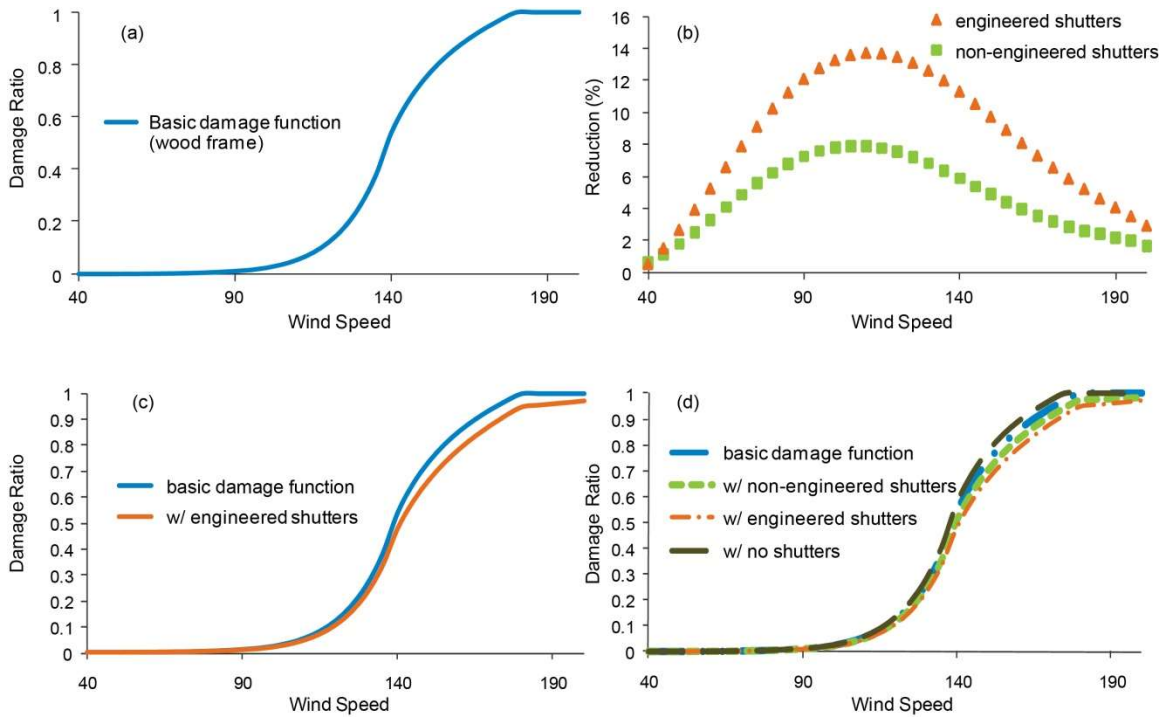 (a)
Damage Ratio
1
0.8
0.6
0.4
0.2
0
Basic damage function
(wood frame)
40 90 140 190
Wind Speed
(b)
Reduction (%)
16
14
12
10
8
6
4
2
0
engineered shutters
non-engineered shutters
40 90 140 190
Wind Speed
(c)
Damage Ratio
1
0.9
0.8
0.7
0.6
0.5
0.4
0.3
0.2
0.1
0
basic damage function
w/ engineered shutters
40 90 140 190
Wind Speed
(d)
Damage Ratio
1
0.9
0.8
0.7
0.6
0.5
0.4
0.3
0.2
0.1
0
basic damage function
w/ non-engineered shutters
w/ engineered shutters
w/ no shutters
40 90 140 190
Wind Speed